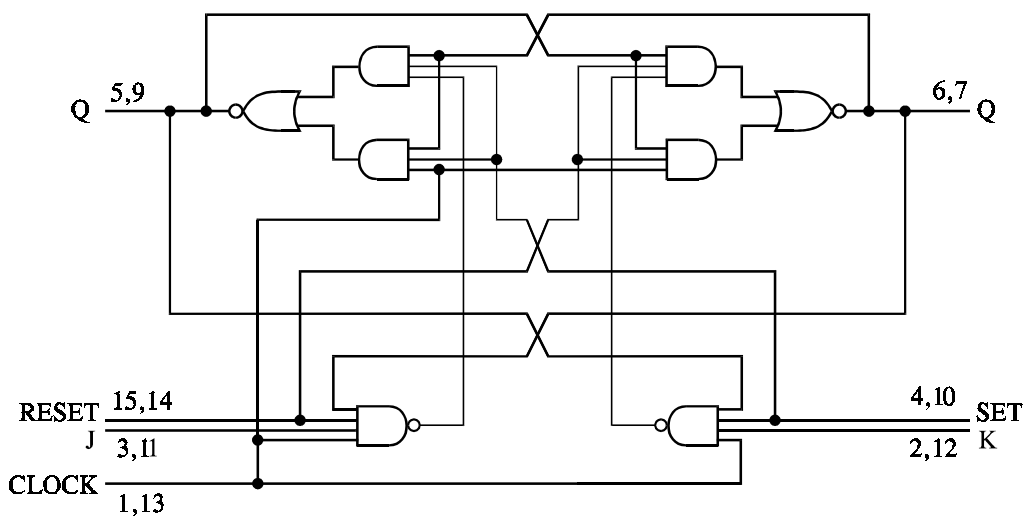 5,9
6,7
Q
Q
15,14
4,10
RESET
SET
J
K
3,11
2,12
CLOCK
1,13